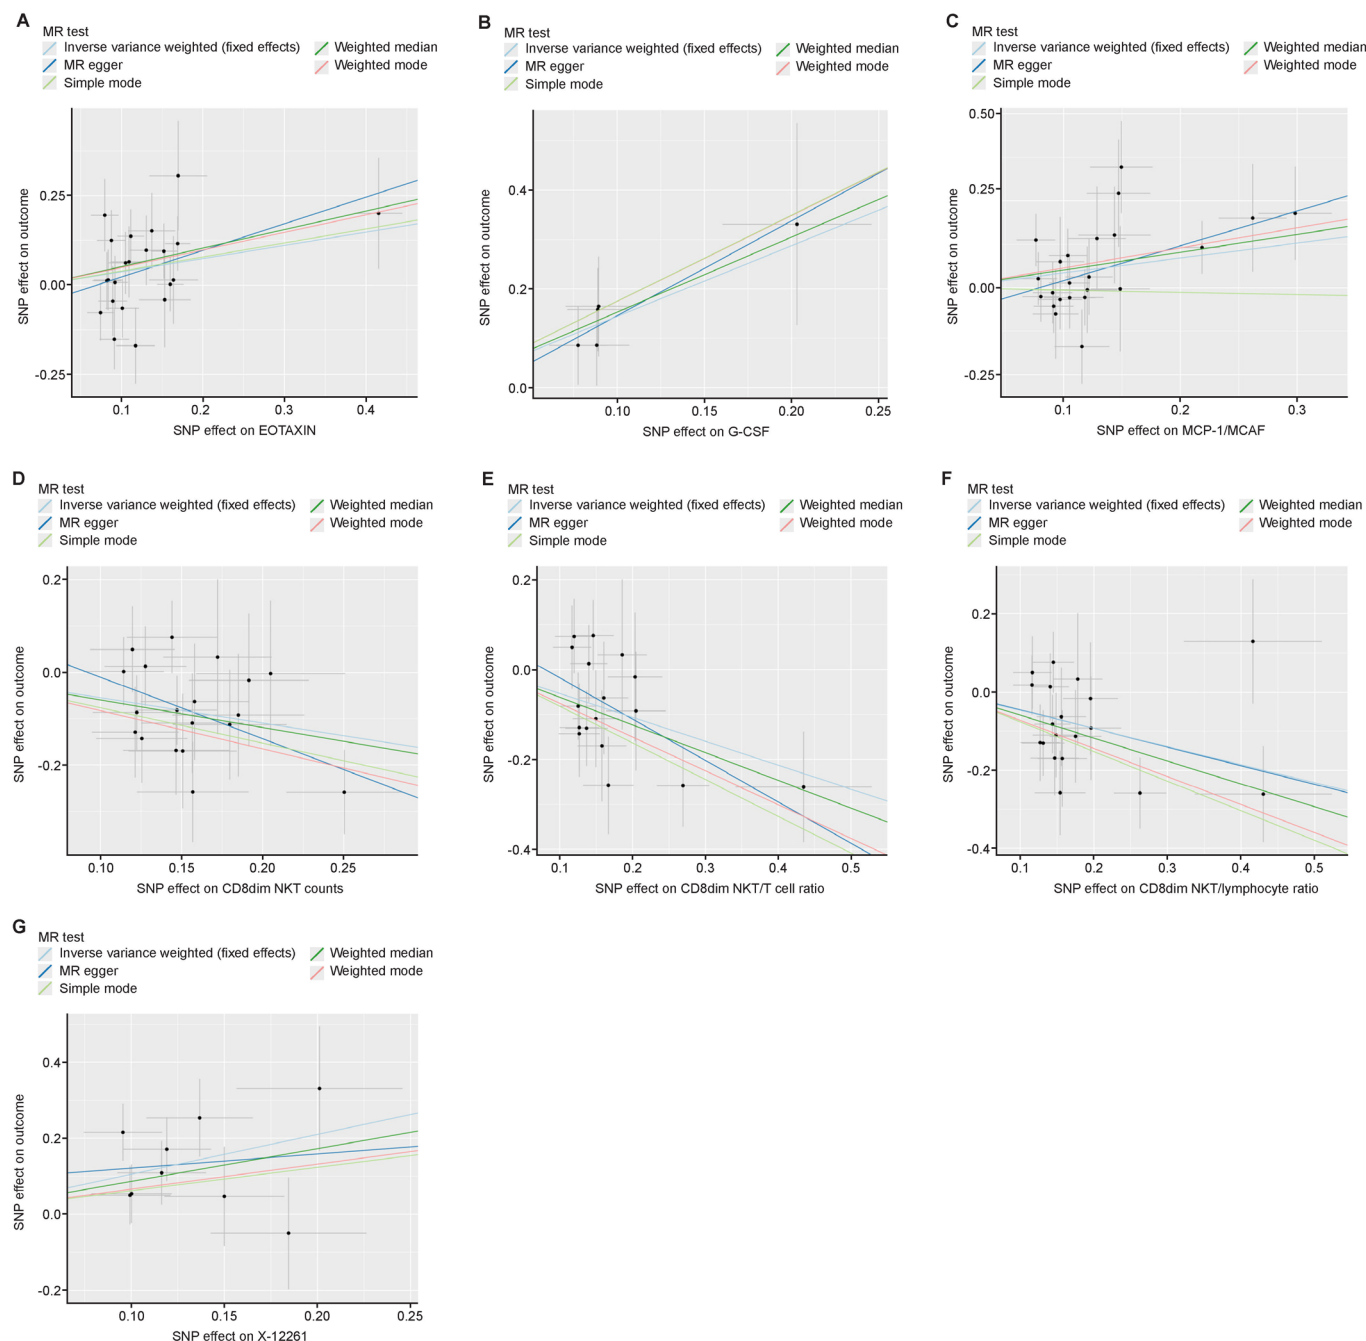 A
MR test
Inverse variance weighted (fixed effects)
Weighted median
MR egger
Weighted mode
Simple mode
SNP effect on outcome
0.25
0.00
-0.25
0.1
0.2
0.3
0.4
SNP effect on EOTAXIN
B
MR test
Inverse variance weighted (fixed effects)
Weighted median
MR egger
Weighted mode
Simple mode
SNP effect on outcome
0.4
0.2
0.0
0.10
0.15
0.20
0.25
SNP effect on G-CSF
C
MR test
Inverse variance weighted (fixed effects)
Weighted median
MR egger
Weighted mode
Simple mode
SNP effect on outcome
0.50
0.25
0.00
-0.25
0.1
0.2
0.3
SNP effect on MCP-1/MCAF
D
MR test
Inverse variance weighted (fixed effects)
Weighted median
MR egger
Weighted mode
Simple mode
SNP effect on outcome
0.2
0.0
-0.2
0.10
0.15
0.20
0.25
SNP effect on CD8dim NKT counts
E
MR test
Inverse variance weighted (fixed effects)
Weighted median
MR egger
Weighted mode
Simple mode
SNP effect on outcome
0.2
0.0
-0.2
-0.4
0.1
0.2
0.3
0.4
0.5
SNP effect on CD8dim NKT/T cell ratio
F
MR test
Inverse variance weighted (fixed effects)
Weighted median
MR egger
Weighted mode
Simple mode
SNP effect on outcome
0.2
0.0
-0.2
-0.4
0.1
0.2
0.3
0.4
0.5
SNP effect on CD8dim NKT/lymphocyte ratio
G
MR test
Inverse variance weighted (fixed effects)
Weighted median
MR egger
Weighted mode
Simple mode
SNP effect on outcome
0.4
0.2
0.0
-0.2
0.10
0.15
0.20
0.25
SNP effect on X-12261